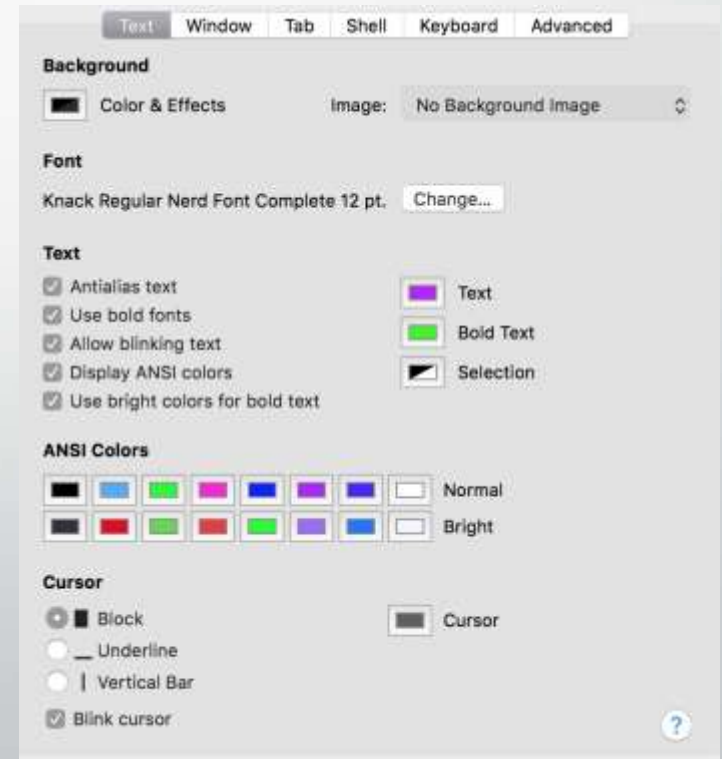 Text Window Tab Shell Keyboard Advanced
Background
Color & Effects Image: No Background Image
Font
Knack Regular Nerd Font Complete 12 pt. Change...
Text
Antialias text
Text
Use bold fonts
Bold Text
Allow blinking text
Display ANSI colors
Selection
Use bright colors for bold text
ANSI Colors
Normal
Bright
Cursor
Block
Cursor
Underline
Vertical Bar
Blink cursor
?